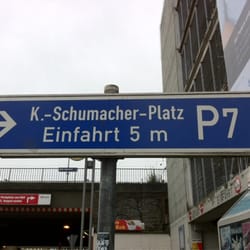 K.-Schumacher-Platz
Einfahrt 5 m
P7